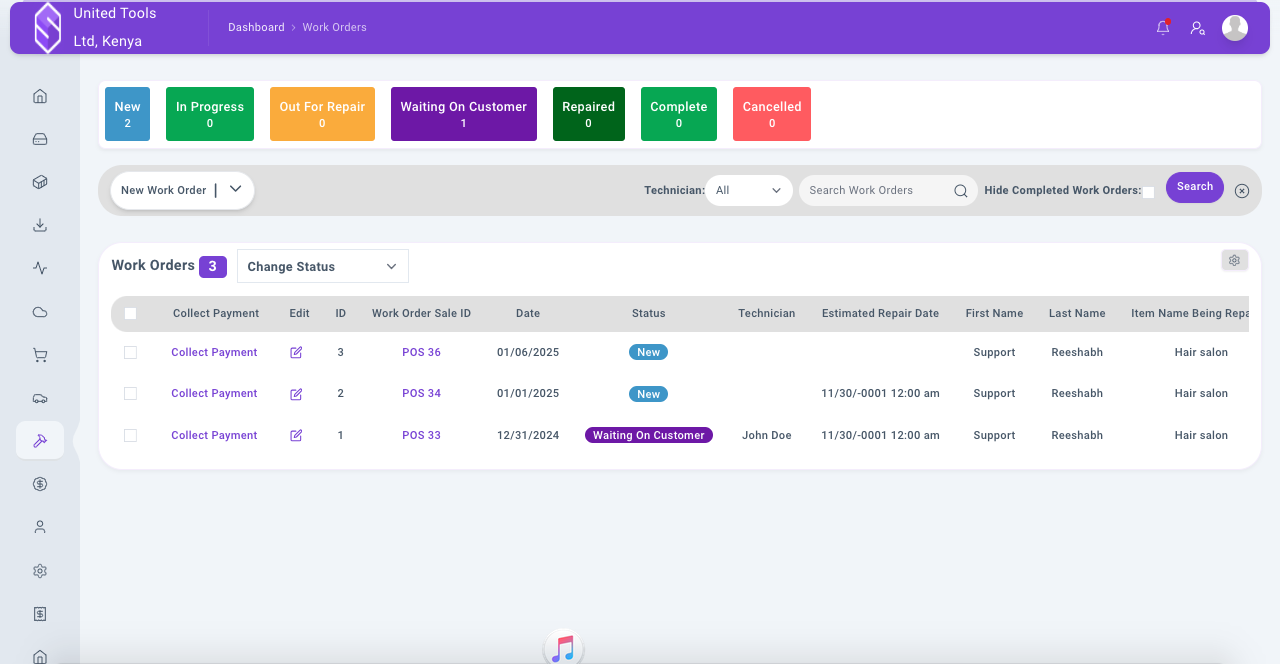 United Tools
Ltd, Kenya
Dashboard › Work Orders
New
2
In Progress
0
Out For Repair
0
Waiting On Customer
1
Repaired
0
Complete
0
Cancelled
0
New Work Order |
Technician: All
Search Work Orders
Hide Completed Work Orders:
Search
Work Orders 3
Change Status
Collect Payment Edit ID Work Order Sale ID Date Status Technician Estimated Repair Date First Name Last Name Item Name Being Repa
Collect Payment 3 POS 36 01/06/2025 New Support Reeshabh Hair salon
Collect Payment 2 POS 34 01/01/2025 New 11/30/-0001 12:00 am Support Reeshabh Hair salon
Collect Payment 1 POS 33 12/31/2024 Waiting On Customer John Doe 11/30/-0001 12:00 am Support Reeshabh Hair salon